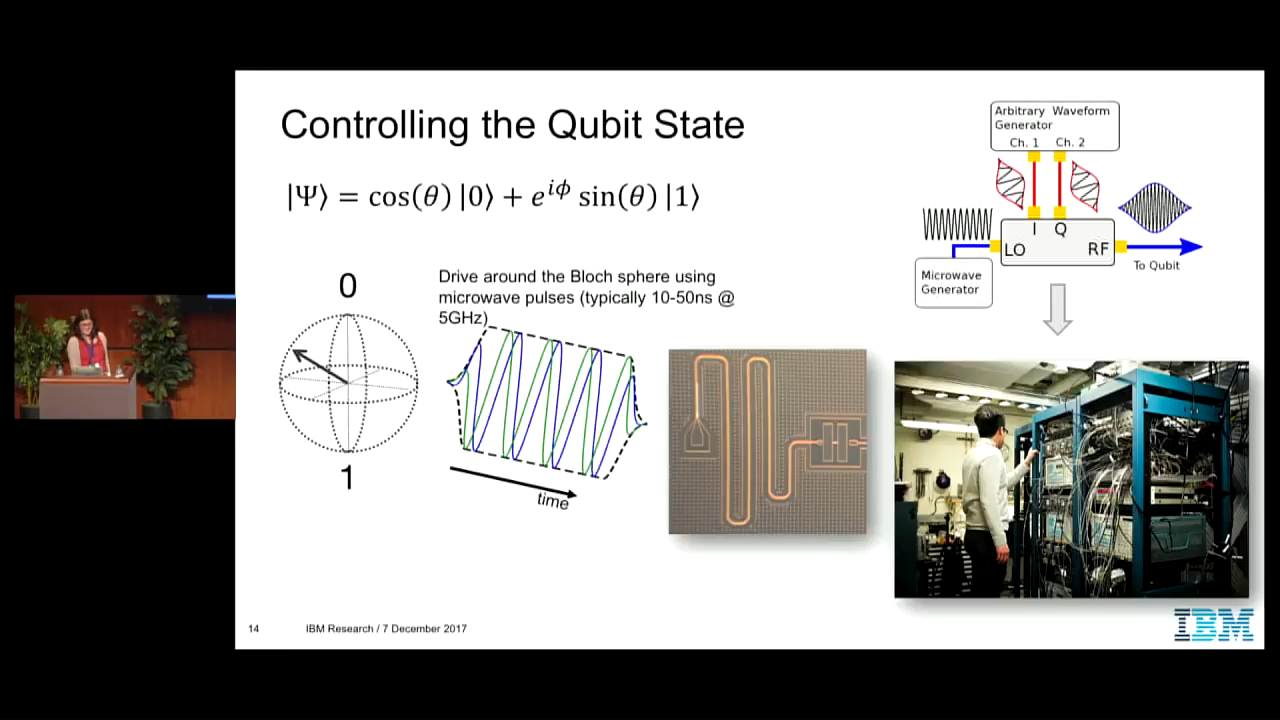 Controlling the Qubit State
|Ψ⟩ = cos(θ) |0⟩ + e^{iϕ} sin(θ) |1⟩
0
1
Drive around the Bloch sphere using
microwave pulses (typically 10-50ns @
5GHz)
time
Arbitrary Waveform
Generator
Ch. 1 Ch. 2
I Q
LO RF
To Qubit
Microwave
Generator
14 IBM Research / 7 December 2017
IBM